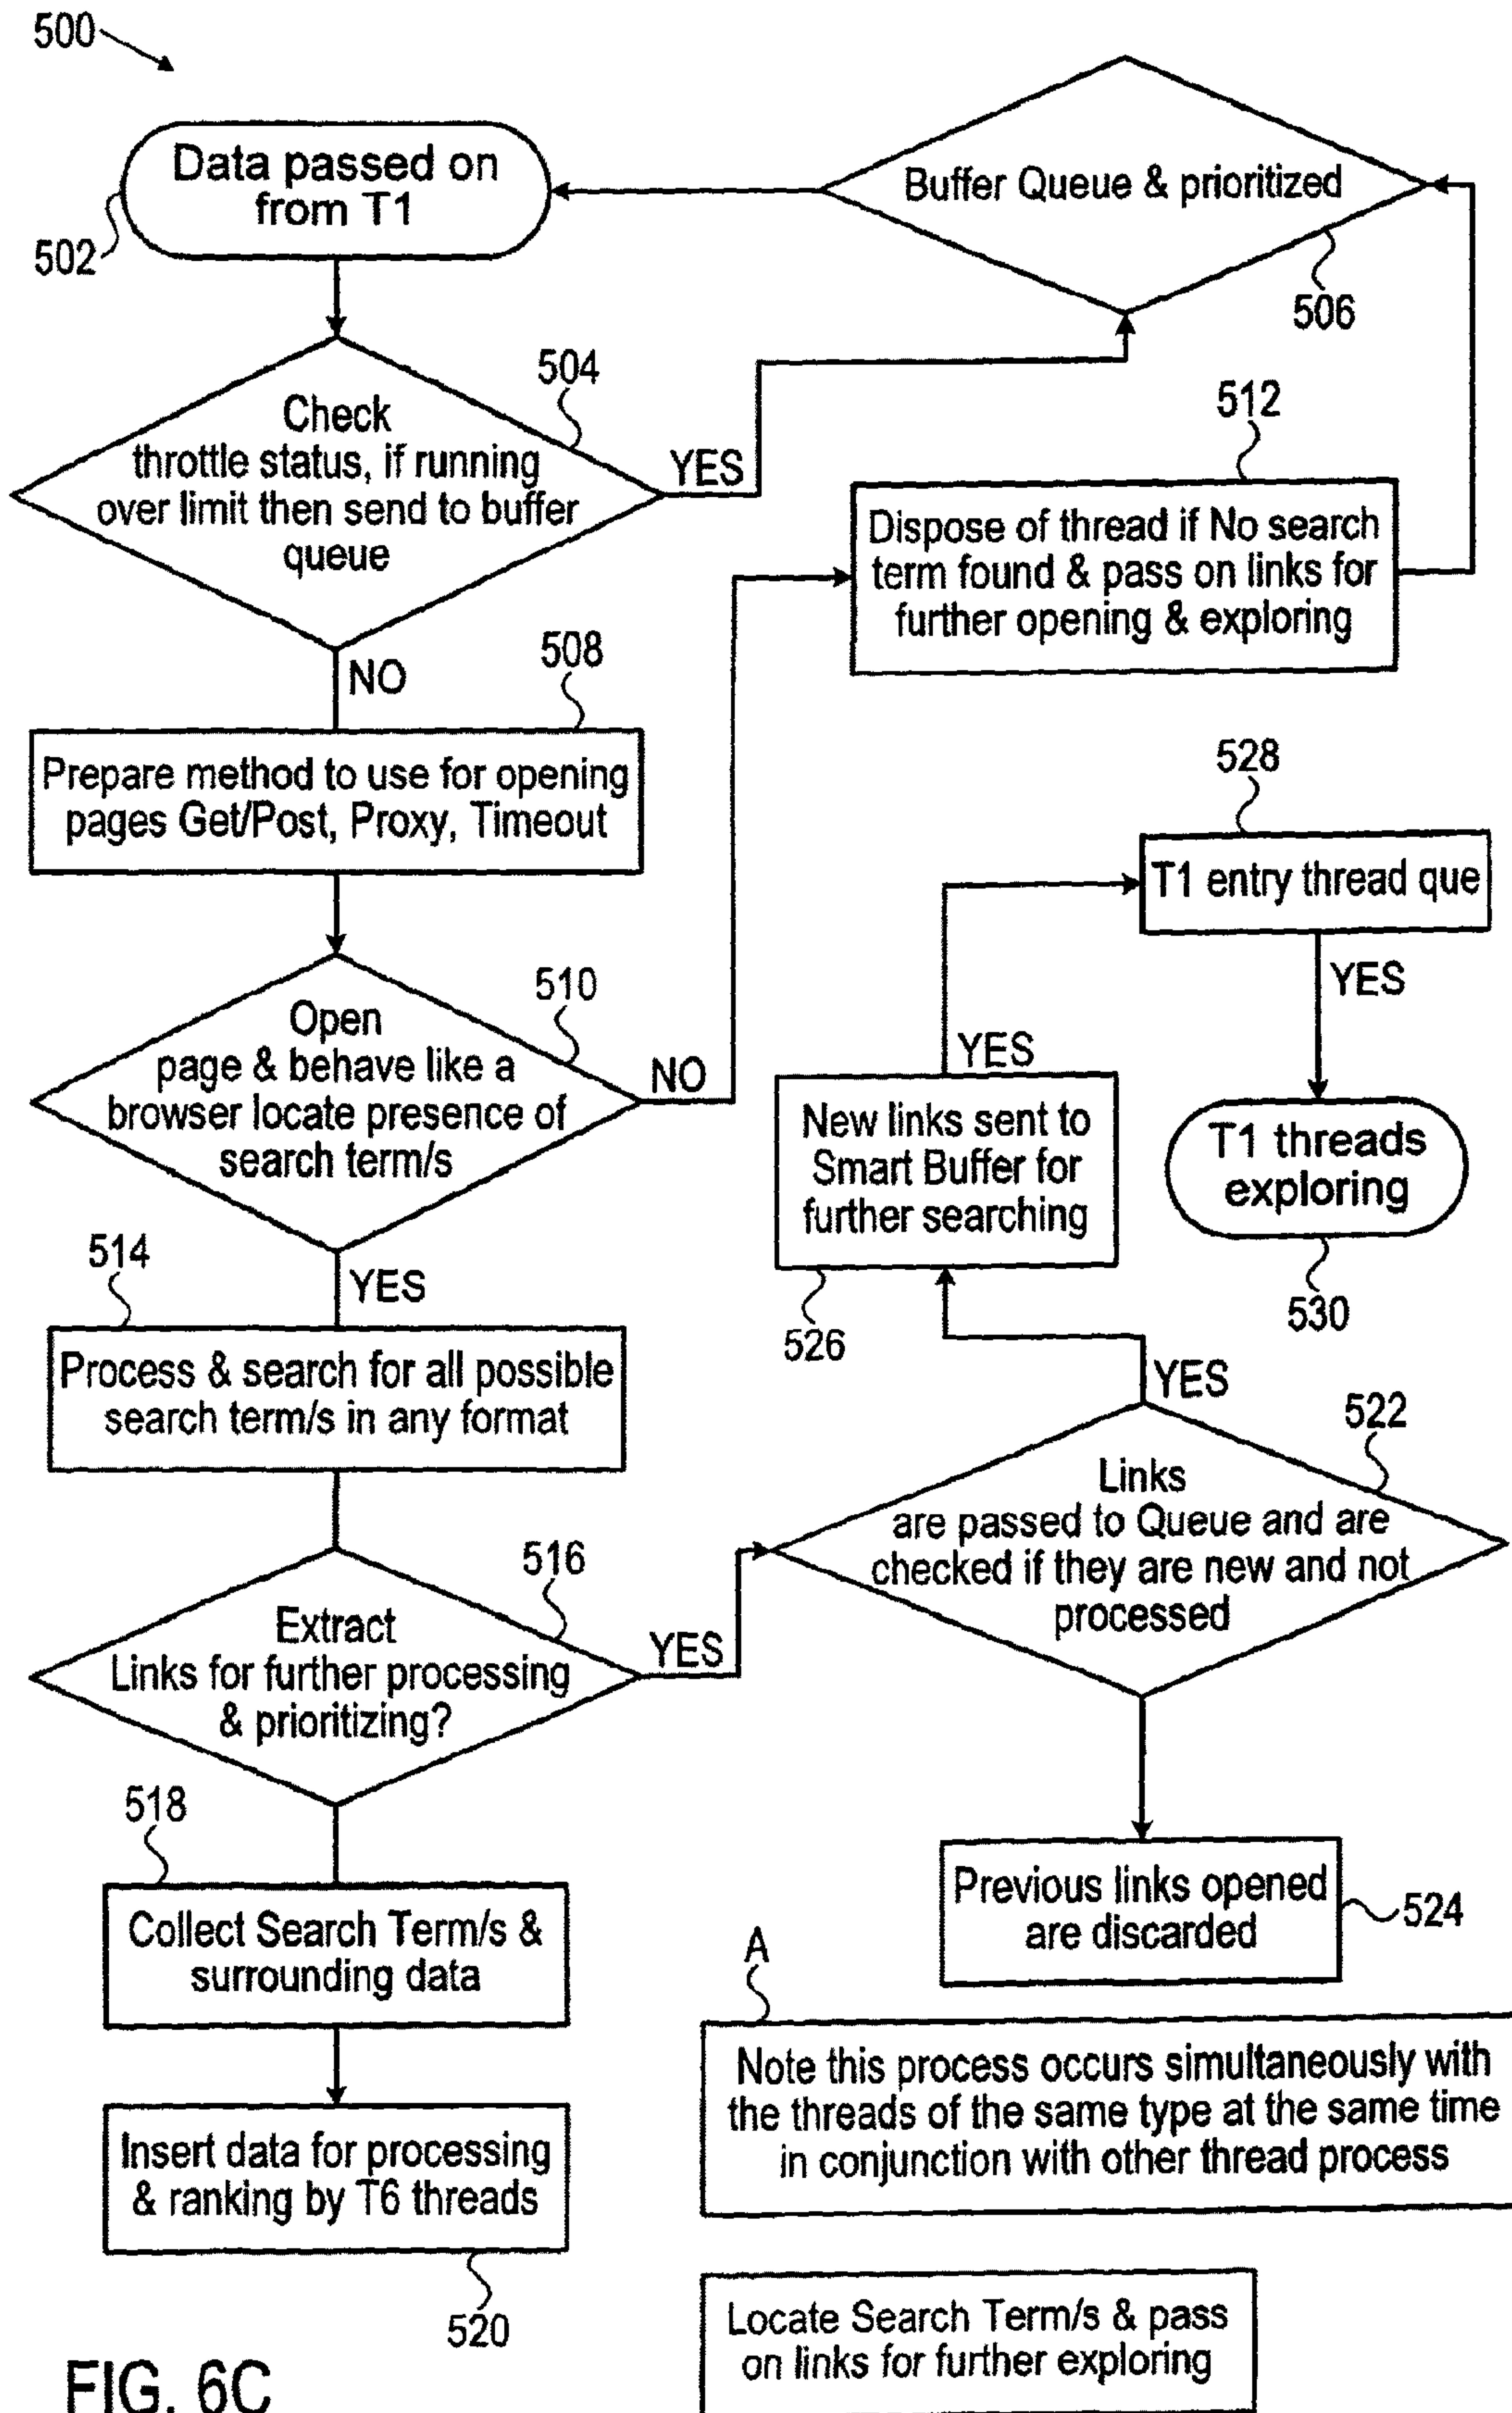 500
Data passed on
from T1
502
Buffer Queue & prioritized
506
Check
throttle status, if running
over limit then send to buffer
queue
504
YES
NO
512
Dispose of thread if No search
term found & pass on links for
further opening & exploring
508
Prepare method to use for opening
pages Get/Post, Proxy, Timeout
510
Open
page & behave like a
browser locate presence of
search term/s
NO
YES
528
T1 entry thread que
YES
T1 threads
exploring
530
YES
New links sent to
Smart Buffer for
further searching
526
514
Process & search for all possible
search term/s in any format
516
Extract
Links for further processing
& prioritizing?
YES
YES
522
Links
are passed to Queue and are
checked if they are new and not
processed
518
Collect Search Term/s &
surrounding data
Previous links opened
are discarded
524
Insert data for processing
& ranking by T6 threads
520
A
Note this process occurs simultaneously with
the threads of the same type at the same time
in conjunction with other thread process
Locate Search Term/s & pass
on links for further exploring
FIG. 6C